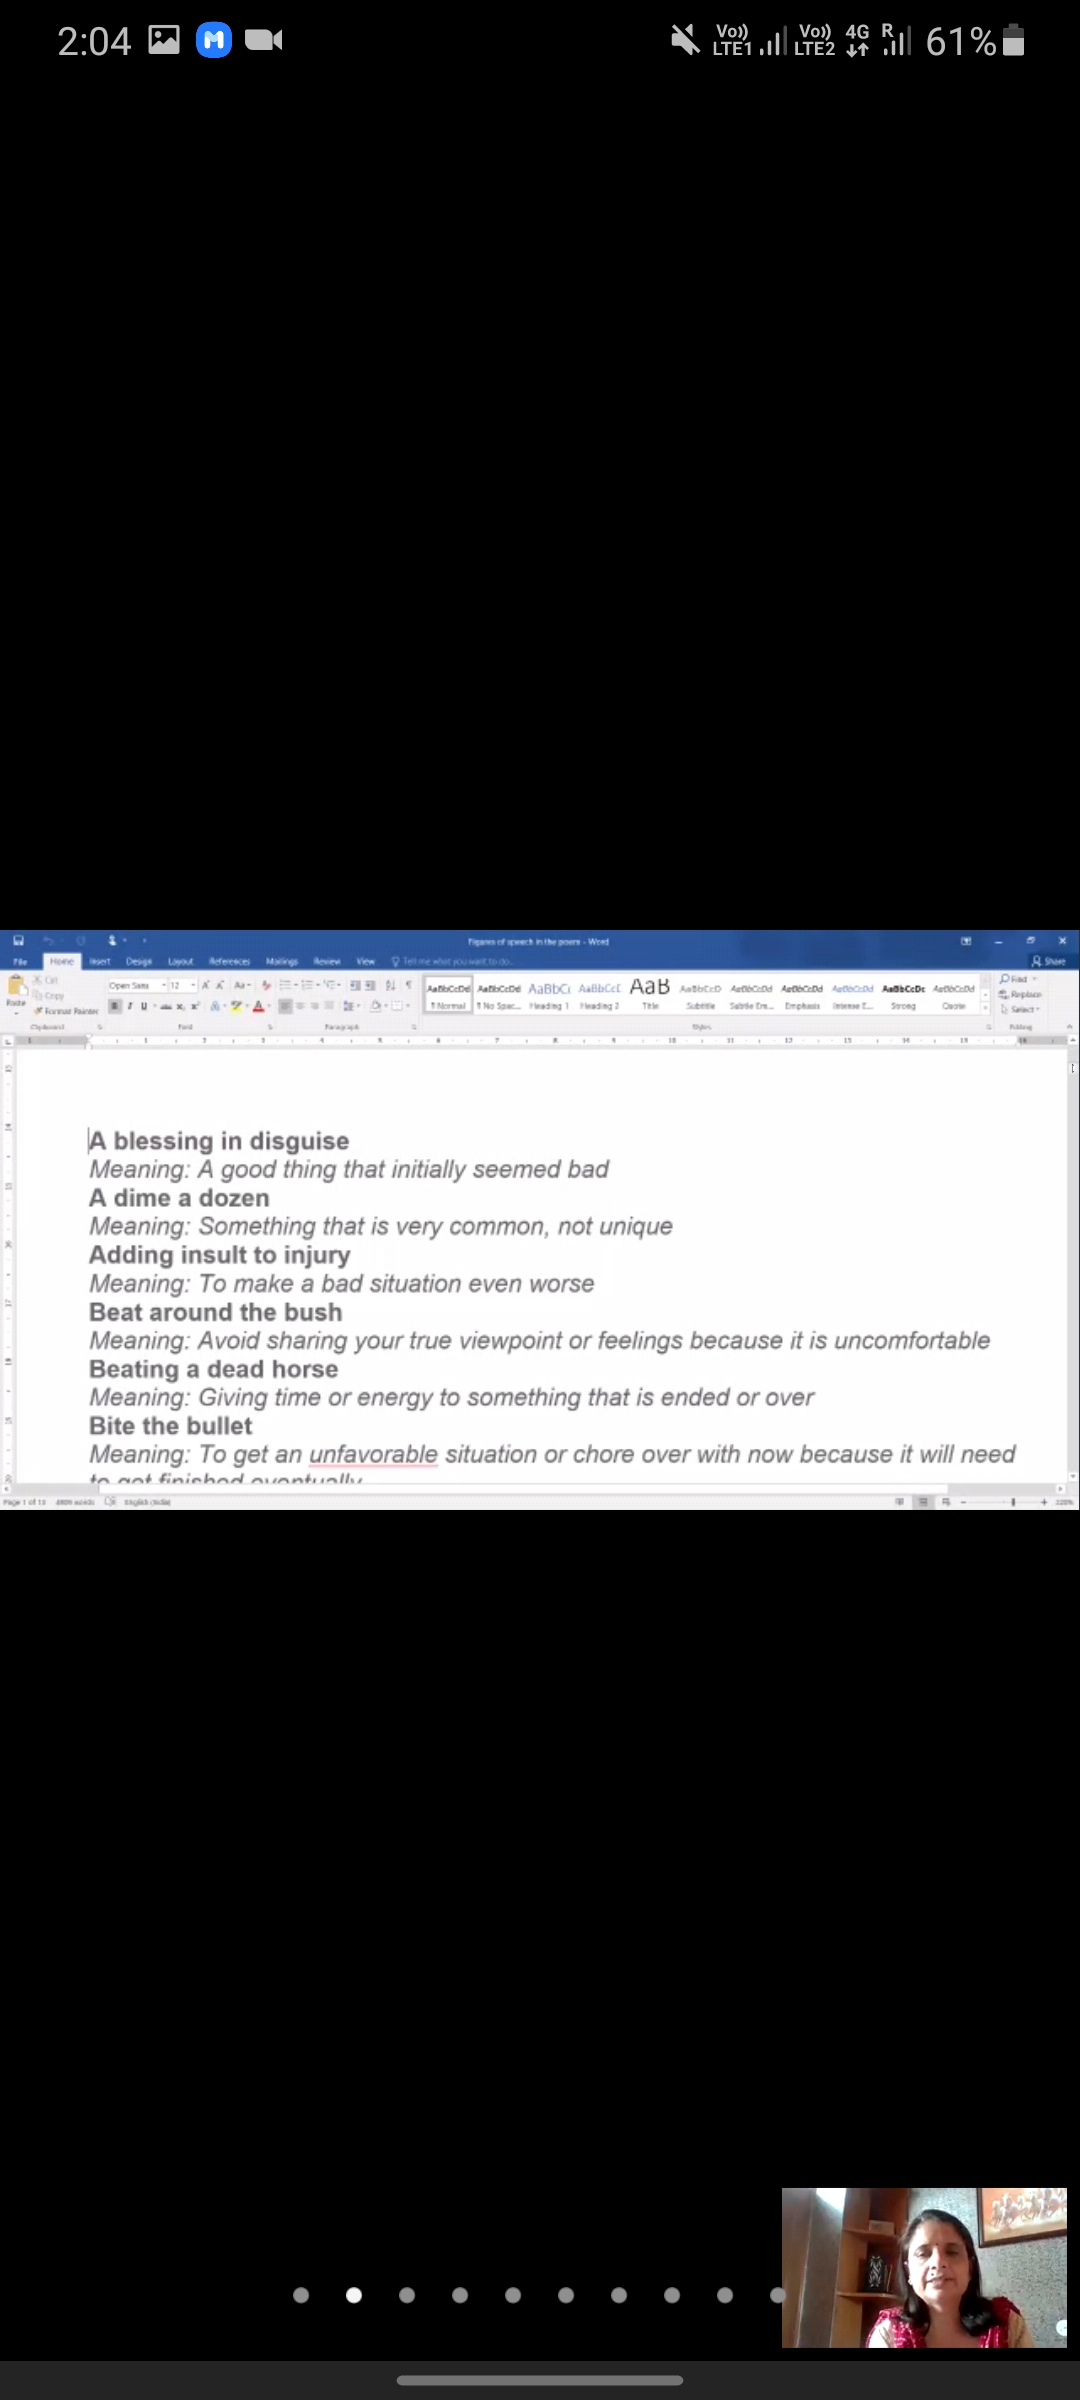 2:04
Vo)) LTE1 Vo)) LTE2 4G R 61%
Figures of speech in the poem - Word
File Home Insert Design Layout References Mailings Review View Tell me what you want to do... Share
Cut
Copy
Paste
Format Painter
Open Sans 12
AaBbCcDd AaBbCcDd AaBbCc AaBbCcE AaB AaBbCcD AaBbCcDd AaBbCcDd AaBbCcDd AaBbCcDc AaBbCcDd
¶ Normal ¶ No Spac... Heading 1 Heading 2 Title Subtitle Subtle Em... Emphasis Intense E... Strong Quote
Find
Replace
Select
Clipboard Font Paragraph Styles Editing
A blessing in disguise
Meaning: A good thing that initially seemed bad
A dime a dozen
Meaning: Something that is very common, not unique
Adding insult to injury
Meaning: To make a bad situation even worse
Beat around the bush
Meaning: Avoid sharing your true viewpoint or feelings because it is uncomfortable
Beating a dead horse
Meaning: Giving time or energy to something that is ended or over
Bite the bullet
Meaning: To get an unfavorable situation or chore over with now because it will need
to get finished eventually
Page 1 of 13 words English (India)